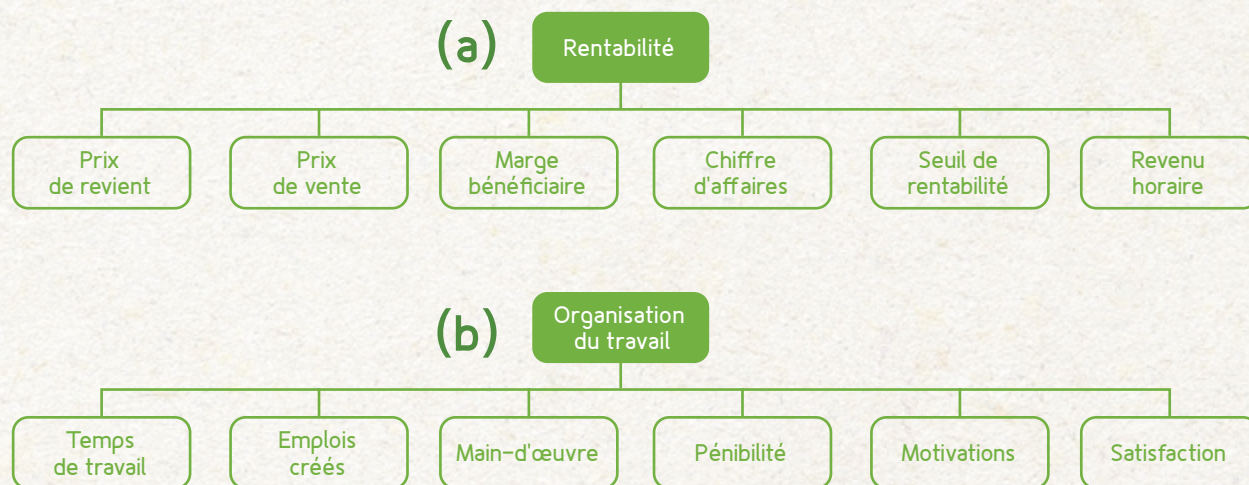 (a)
Rentabilité
Prix
de revient
Prix
de vente
Marge
bénéficiaire
Chiffre
d'affaires
Seuil de
rentabilité
Revenu
horaire
(b)
Organisation
du travail
Temps
de travail
Emplois
créés
Main-d'œuvre
Pénibilité
Motivations
Satisfaction